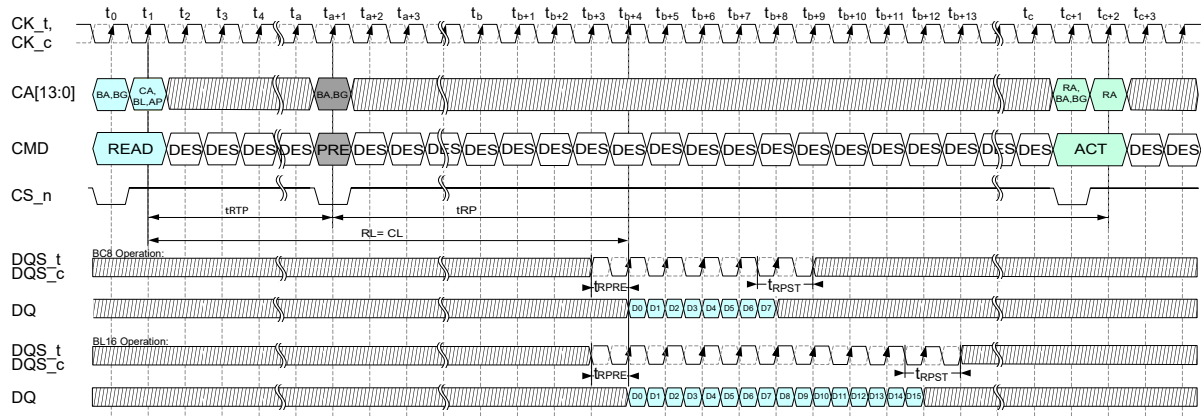 t0 t1 t2 t3 t4 ta ta+1 ta+2 ta+3 tb tb+1 tb+2 tb+3 tb+4 tb+5 tb+6 tb+7 tb+8 tb+9 tb+10 tb+11 tb+12 tb+13 tc tc+1 tc+2 tc+3
CK_t,
CK_c
CA[13:0] BA,BG CA, BL,AP BA,BG RA, BA,BG RA
CMD READ DES DES DES DES PRE DES DES DES DES DES DES DES DES DES DES DES DES DES DES DES DES DES DES DES ACT DES DES
CS_n
tRTP tRP
RL= CL
BC8 Operation:
DQS_t
DQS_c
tRPRE tRPST
DQ D0 D1 D2 D3 D4 D5 D6 D7
BL16 Operation:
DQS_t
DQS_c
tRPRE tRPST
DQ D0 D1 D2 D3 D4 D5 D6 D7 D8 D9 D10 D11 D12 D13 D14 D15